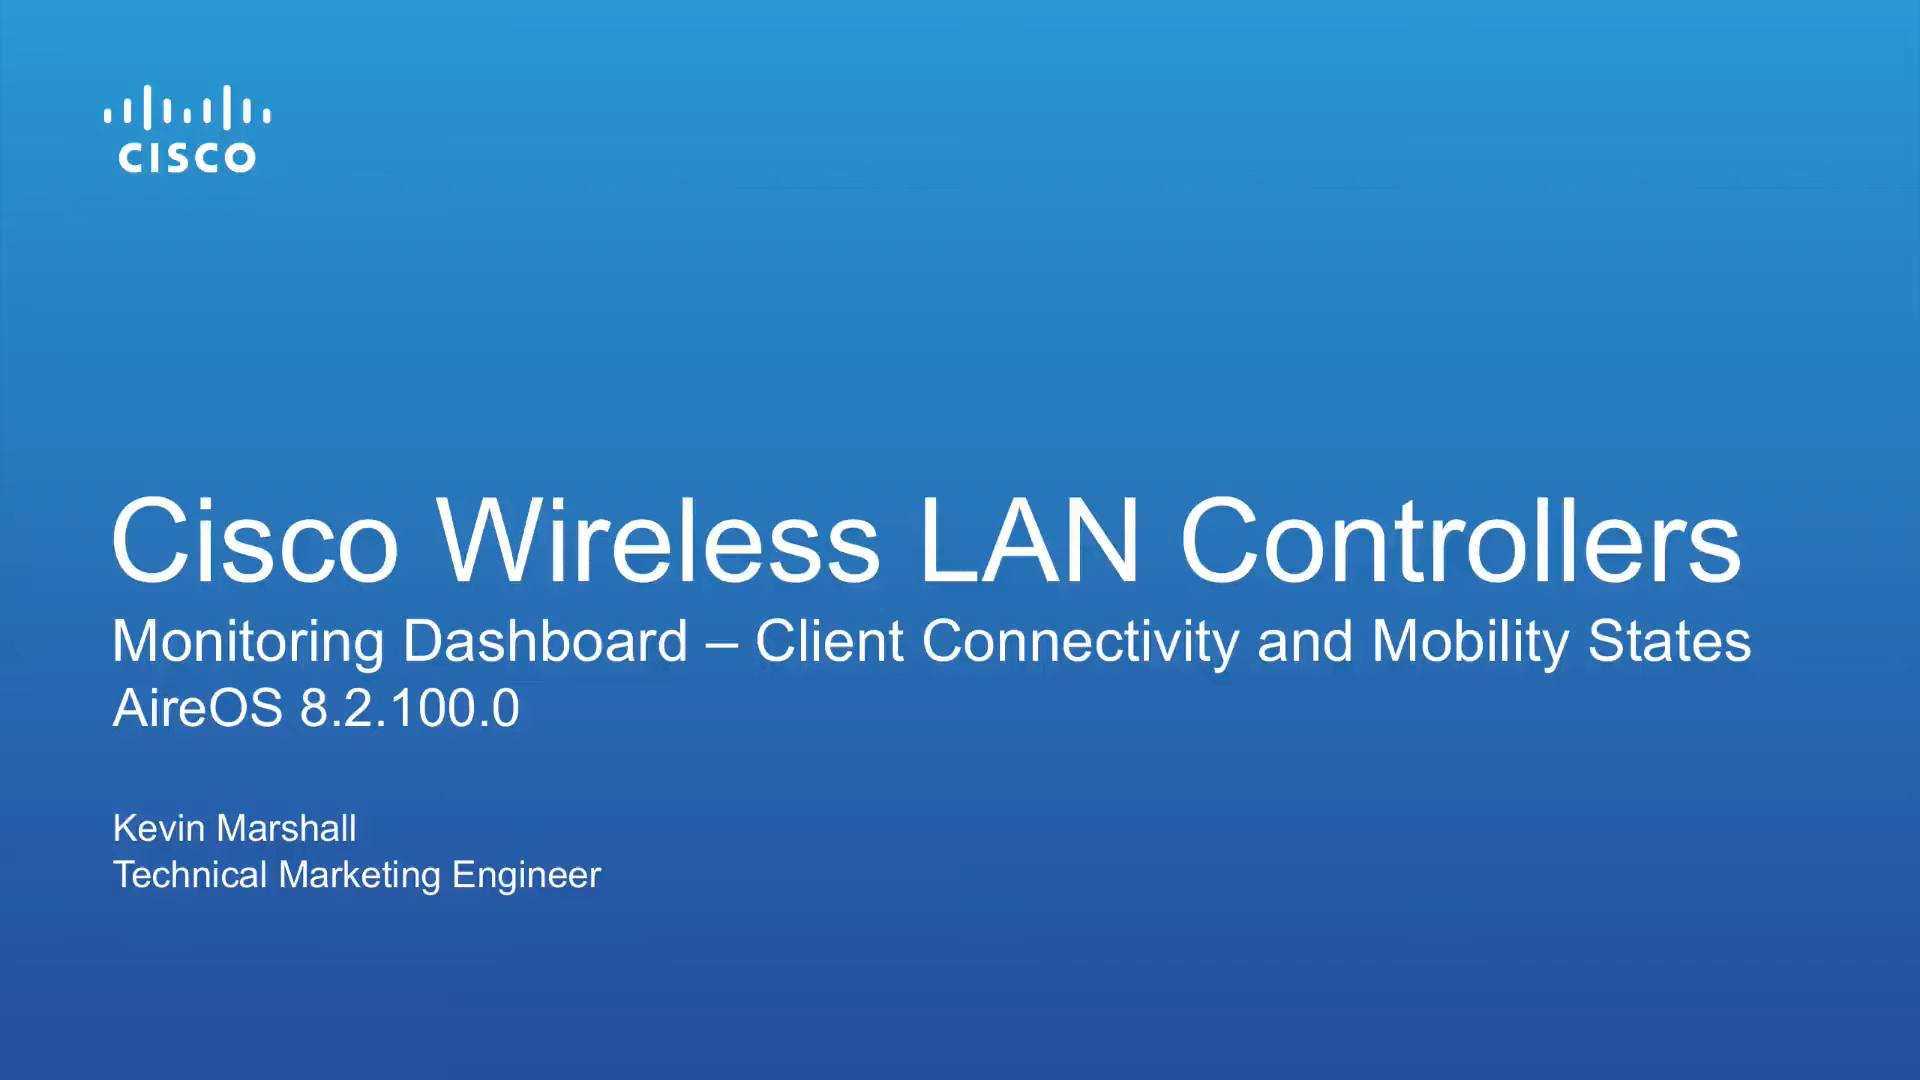 CISCO
Cisco Wireless LAN Controllers
Monitoring Dashboard – Client Connectivity and Mobility States
AireOS 8.2.100.0
Kevin Marshall
Technical Marketing Engineer